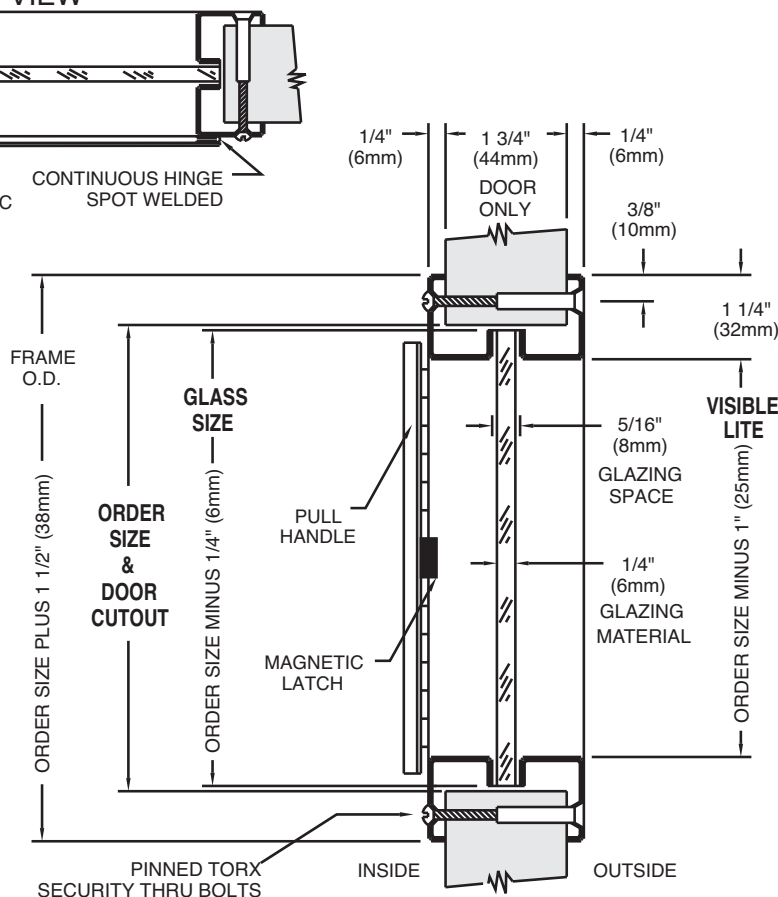 VIEW
CONTINUOUS HINGE
SPOT WELDED
C
1/4"
(6mm)
1 3/4"
(44mm)
DOOR
ONLY
1/4"
(6mm)
3/8"
(10mm)
1 1/4"
(32mm)
FRAME
O.D.
ORDER SIZE PLUS 1 1/2" (38mm)
ORDER
SIZE
&
DOOR
CUTOUT
GLASS
SIZE
ORDER SIZE MINUS 1/4" (6mm)
PULL
HANDLE
MAGNETIC
LATCH
5/16"
(8mm)
GLAZING
SPACE
1/4"
(6mm)
GLAZING
MATERIAL
VISIBLE
LITE
ORDER SIZE MINUS 1" (25mm)
PINNED TORX
SECURITY THRU BOLTS
INSIDE
OUTSIDE